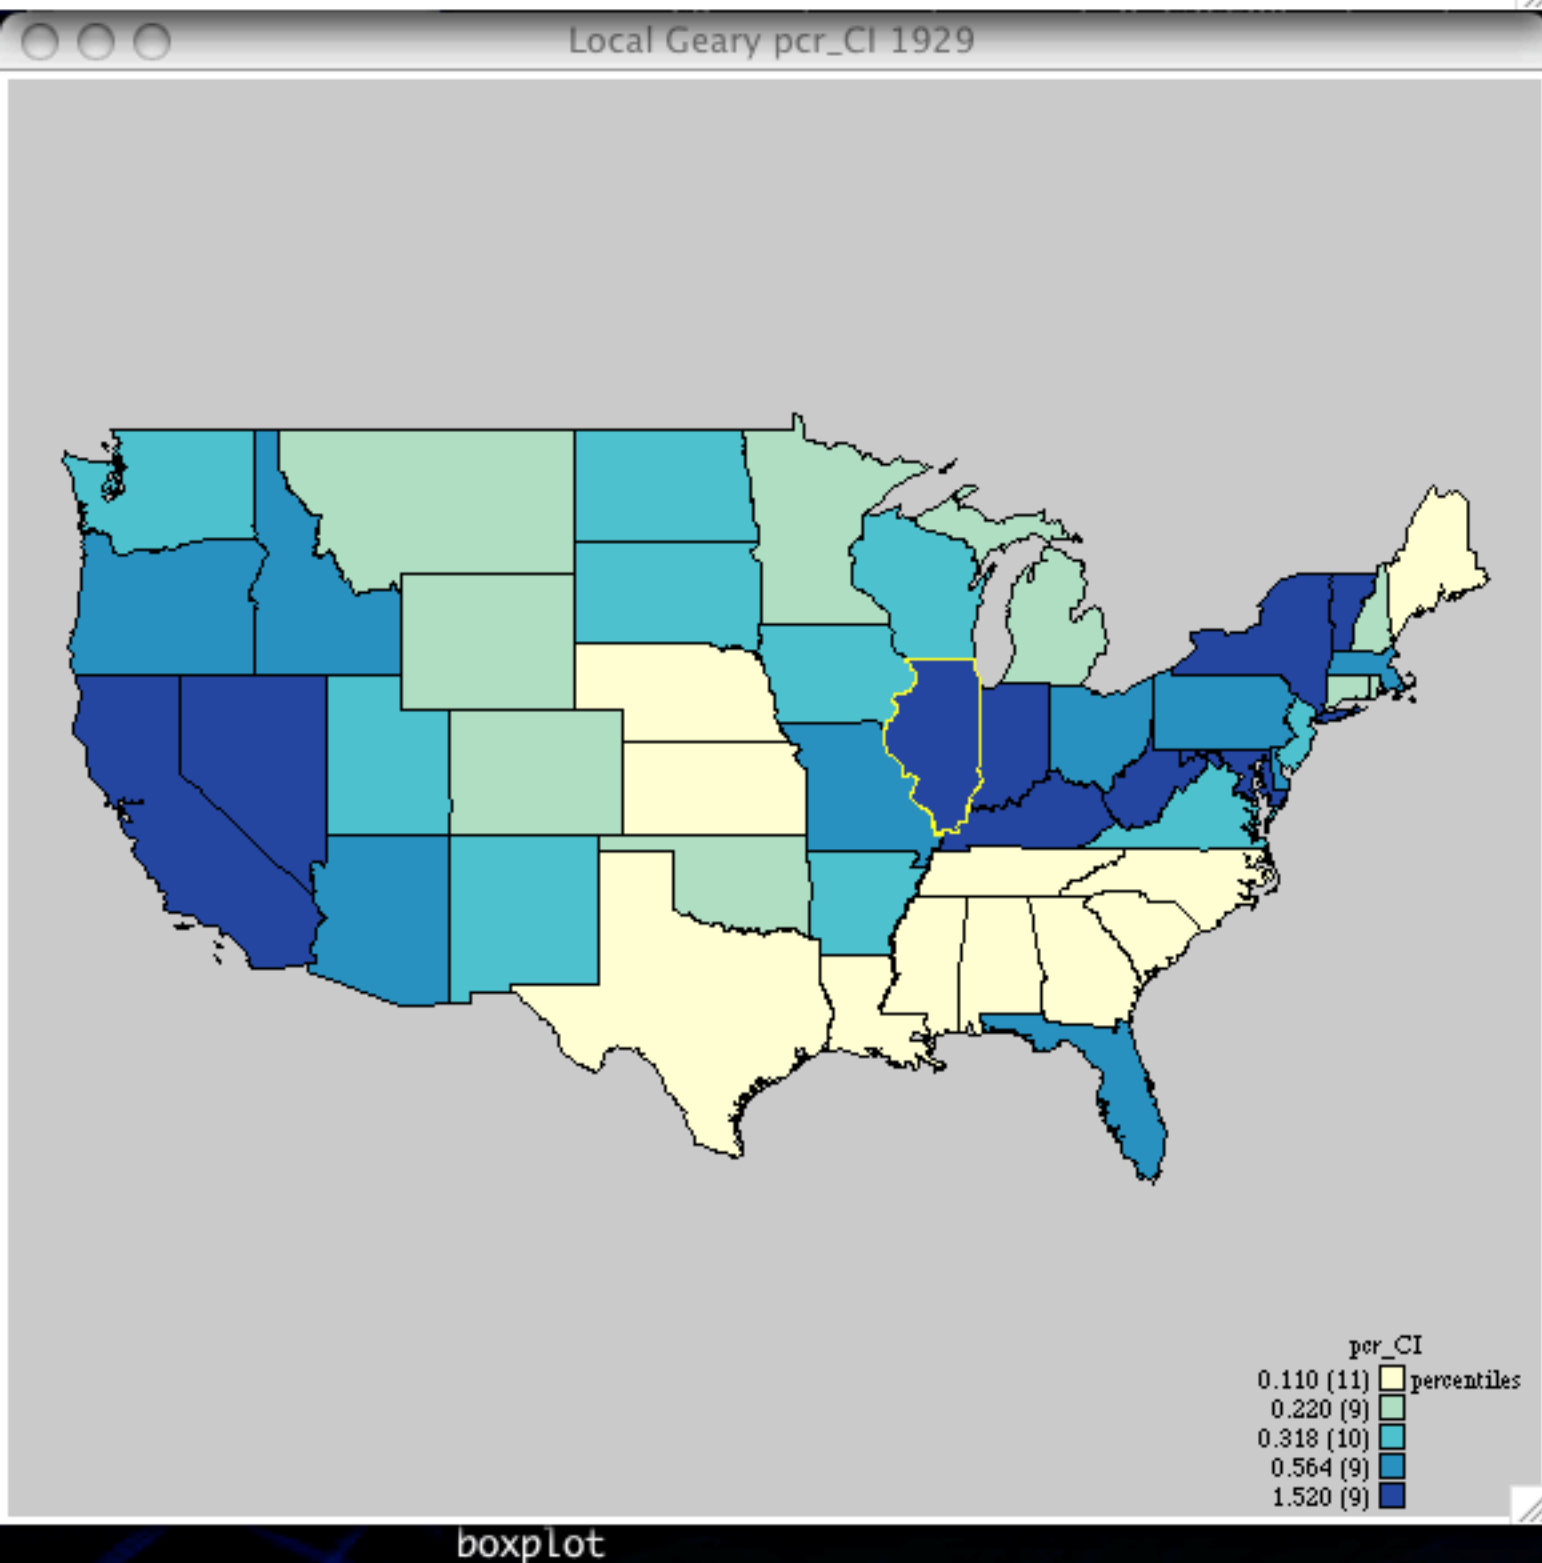 Local Geary pcr_CI 1929
pcr_CI
0.110 (11) percentiles
0.220 (9)
0.318 (10)
0.564 (9)
1.520 (9)
boxplot